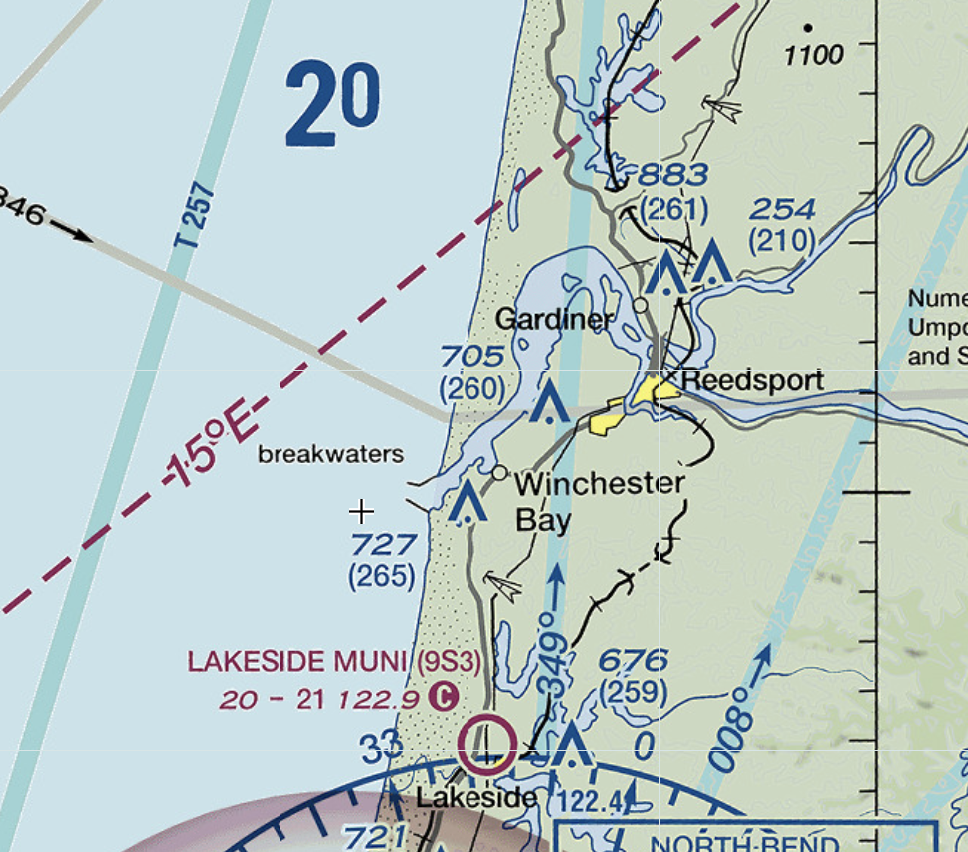 20
1100
346
T 257
883
(261)
254
(210)
Gardiner
Nume
Umpo
and S
705
(260)
Reedsport
15°E
breakwaters
Winchester
Bay
727
(265)
349°
LAKESIDE MUNI (9S3)
20 - 21 122.9 C
676
(259)
008°
33
0
Lakeside
122.4
721
NORTH BEND